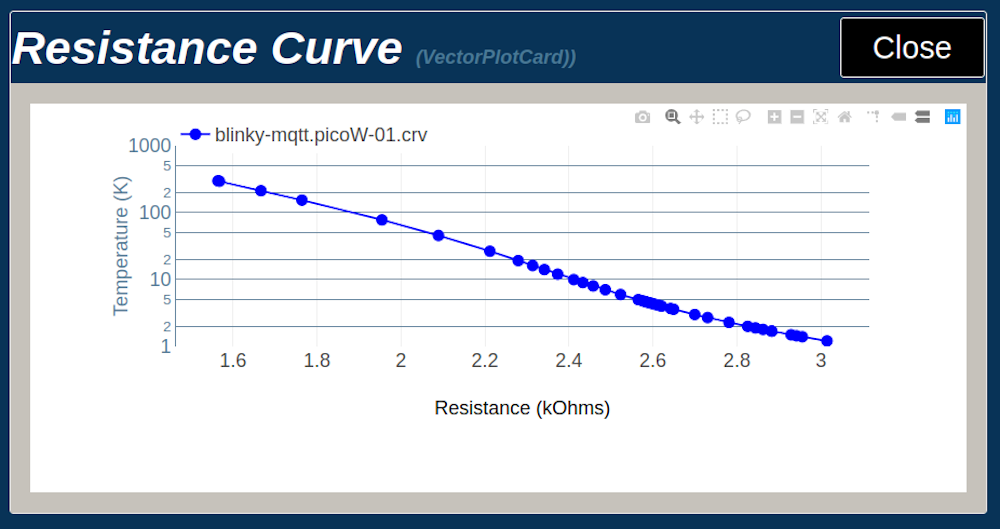 Resistance Curve (VectorPlotCard))
Close
blinky-mqtt.picoW-01.crv
1000
5
2
100
5
2
10
5
2
1
Temperature (K)
1.6 1.8 2 2.2 2.4 2.6 2.8 3
Resistance (kOhms)